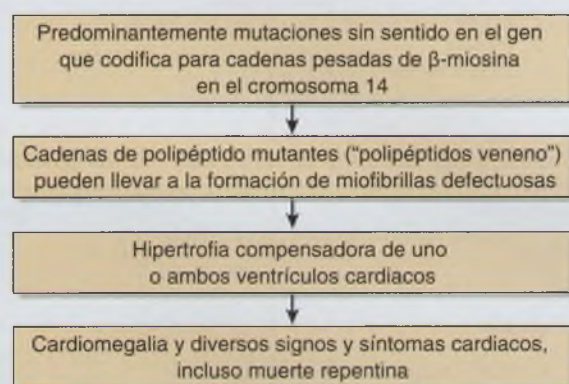 Predominantemente mutaciones sin sentido en el gen
que codifica para cadenas pesadas de β-miosina
en el cromosoma 14
Cadenas de polipéptido mutantes (“polipéptidos veneno”)
pueden llevar a la formación de miofibrillas defectuosas
Hipertrofia compensadora de uno
o ambos ventrículos cardiacos
Cardiomegalia y diversos signos y síntomas cardiacos,
incluso muerte repentina